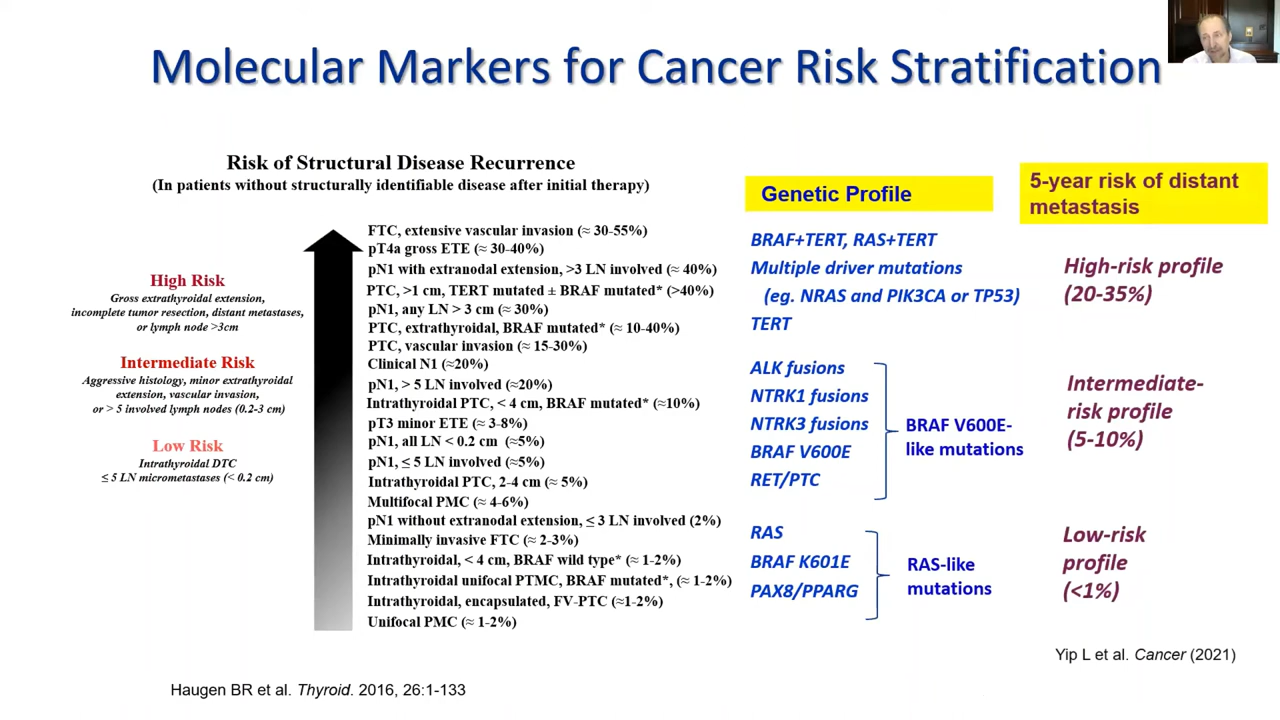 Molecular Markers for Cancer Risk Stratification
Risk of Structural Disease Recurrence
(In patients without structurally identifiable disease after initial therapy)
High Risk
Gross extrathyroidal extension,
incomplete tumor resection, distant metastases,
or lymph node >3cm
Intermediate Risk
Aggressive histology, minor extrathyroidal
extension, vascular invasion,
or > 5 involved lymph nodes (0.2-3 cm)
Low Risk
Intrathyroidal DTC
≤ 5 LN micrometastases (< 0.2 cm)
FTC, extensive vascular invasion (≈ 30-55%)
pT4a gross ETE (≈ 30-40%)
pN1 with extranodal extension, >3 LN involved (≈ 40%)
PTC, >1 cm, TERT mutated ± BRAF mutated* (>40%)
pN1, any LN > 3 cm (≈ 30%)
PTC, extrathyroidal, BRAF mutated* (≈ 10-40%)
PTC, vascular invasion (≈ 15-30%)
Clinical N1 (≈20%)
pN1, > 5 LN involved (≈20%)
Intrathyroidal PTC, < 4 cm, BRAF mutated* (≈10%)
pT3 minor ETE (≈ 3-8%)
pN1, all LN < 0.2 cm (≈5%)
pN1, ≤ 5 LN involved (≈5%)
Intrathyroidal PTC, 2-4 cm (≈ 5%)
Multifocal PMC (≈ 4-6%)
pN1 without extranodal extension, ≤ 3 LN involved (2%)
Minimally invasive FTC (≈ 2-3%)
Intrathyroidal, < 4 cm, BRAF wild type* (≈ 1-2%)
Intrathyroidal unifocal PTMC, BRAF mutated*, (≈ 1-2%)
Intrathyroidal, encapsulated, FV-PTC (≈1-2%)
Unifocal PMC (≈ 1-2%)
Genetic Profile
BRAF+TERT, RAS+TERT
Multiple driver mutations
(eg. NRAS and PIK3CA or TP53)
TERT
ALK fusions
NTRK1 fusions
NTRK3 fusions
BRAF V600E
RET/PTC
BRAF V600E-
like mutations
RAS
BRAF K601E
PAX8/PPARG
RAS-like
mutations
5-year risk of distant
metastasis
High-risk profile
(20-35%)
Intermediate-
risk profile
(5-10%)
Low-risk
profile
(<1%)
Yip L et al. Cancer (2021)
Haugen BR et al. Thyroid. 2016, 26:1-133